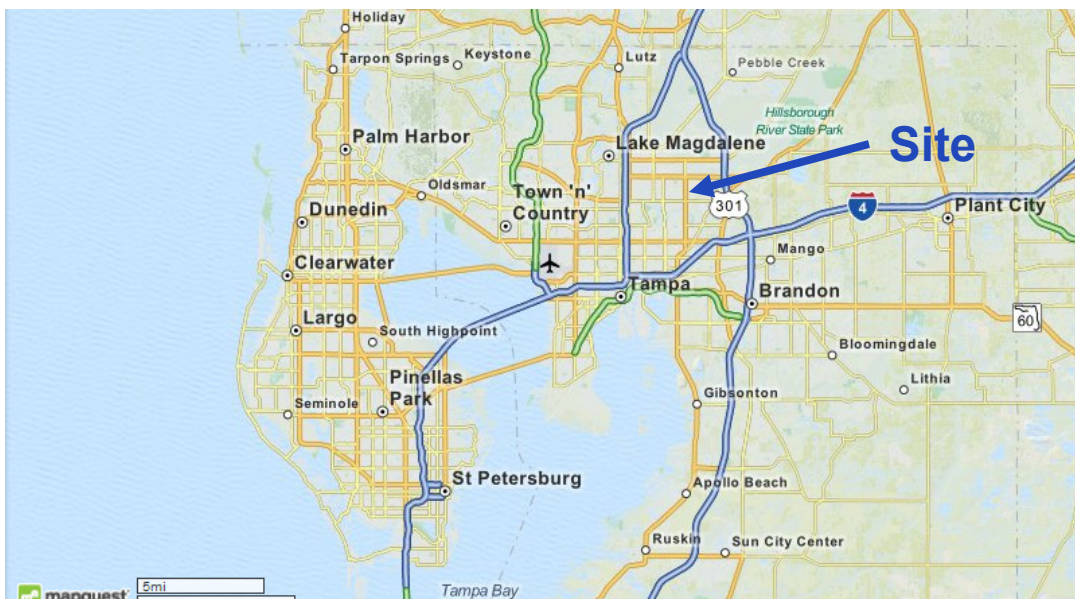 Holiday
Tarpon Springs
Keystone
Lutz
Pebble Creek
Hillsborough
River State Park
Site
Palm Harbor
Lake Magdalene
Oldsmar
Town 'n'
Country
301
4
Plant City
Dunedin
Mango
Clearwater
Tampa
Brandon
Largo
South Highpoint
60
Bloomingdale
Pinellas
Park
Lithia
Seminole
Gibsonton
St Petersburg
Apollo Beach
Ruskin
Sun City Center
5mi
mapquest
Tampa Bay